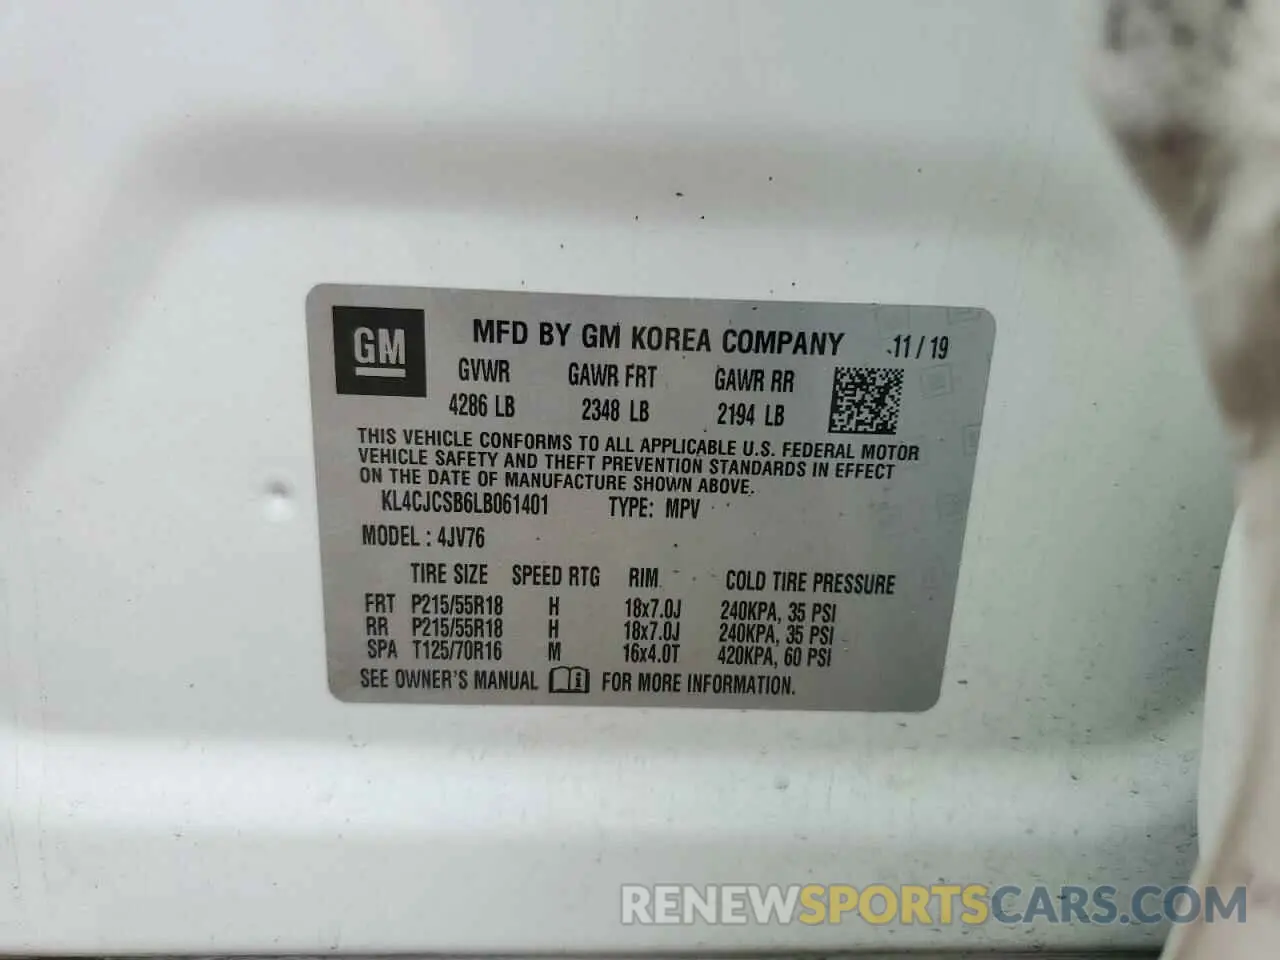 GM
MFD BY GM KOREA COMPANY 11/19
GVWR GAWR FRT GAWR RR
4286 LB 2348 LB 2194 LB
THIS VEHICLE CONFORMS TO ALL APPLICABLE U.S. FEDERAL MOTOR
VEHICLE SAFETY AND THEFT PREVENTION STANDARDS IN EFFECT
ON THE DATE OF MANUFACTURE SHOWN ABOVE.
KL4CJCSB6LB061401 TYPE: MPV
MODEL: 4JV76
TIRE SIZE SPEED RTG RIM COLD TIRE PRESSURE
FRT P215/55R18 H 18x7.0J 240KPA, 35 PSI
RR P215/55R18 H 18x7.0J 240KPA, 35 PSI
SPA T125/70R16 M 16x4.0T 420KPA, 60 PSI
SEE OWNER'S MANUAL FOR MORE INFORMATION.
RENEWSPORTSCARS.COM